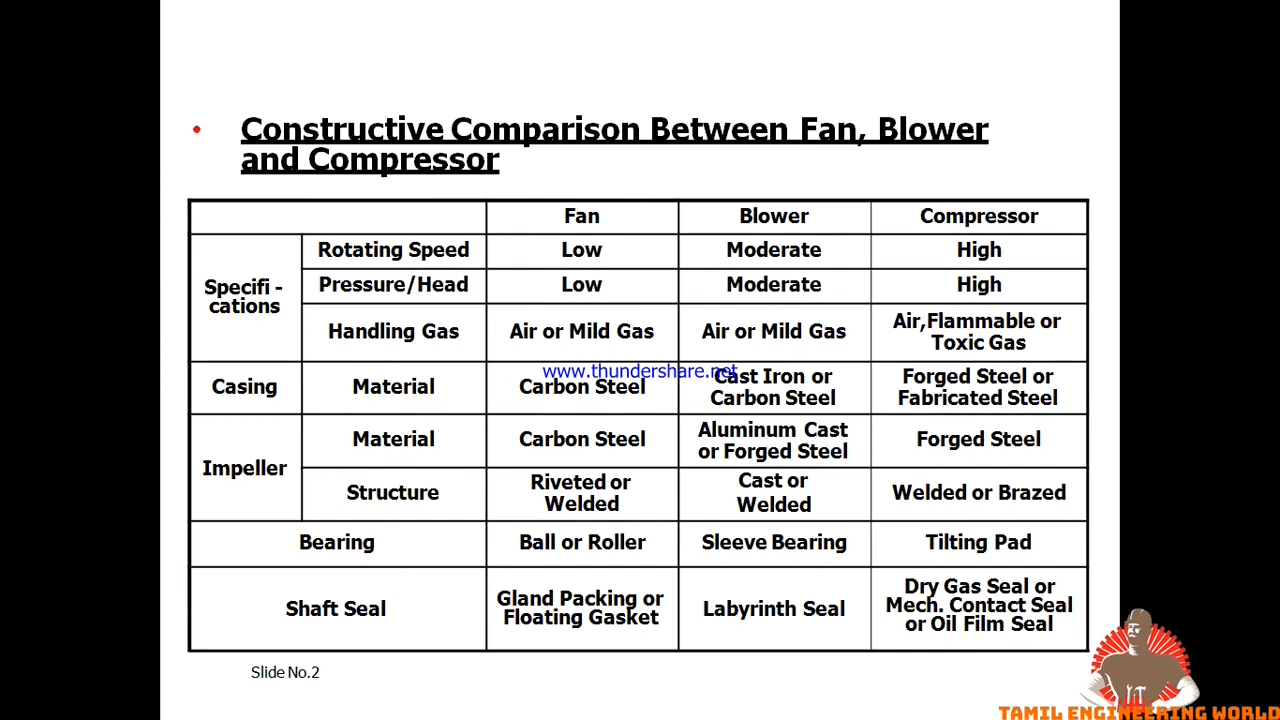 • Constructive Comparison Between Fan, Blower
and Compressor
Fan Blower Compressor
Specifi -
cations
Rotating Speed Low Moderate High
Pressure/Head Low Moderate High
Handling Gas Air or Mild Gas Air or Mild Gas Air,Flammable or
Toxic Gas
www.thundershare.net
Casing Material Carbon Steel Cast Iron or
Carbon Steel Forged Steel or
Fabricated Steel
Impeller
Material Carbon Steel Aluminum Cast
or Forged Steel Forged Steel
Structure Riveted or
Welded Cast or
Welded Welded or Brazed
Bearing Ball or Roller Sleeve Bearing Tilting Pad
Shaft Seal Gland Packing or
Floating Gasket Labyrinth Seal Dry Gas Seal or
Mech. Contact Seal
or Oil Film Seal
Slide No.2
TAMIL ENGINEERING WORLD